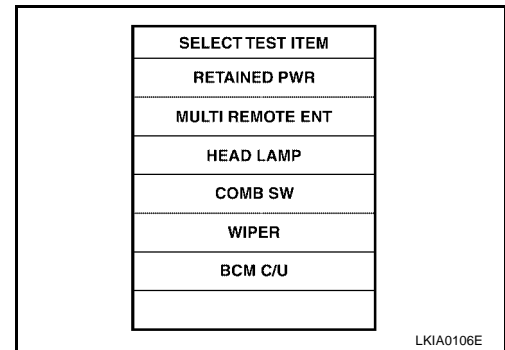 SELECT TEST ITEM
RETAINED PWR
MULTI REMOTE ENT
HEAD LAMP
COMB SW
WIPER
BCM C/U
LKIA0106E